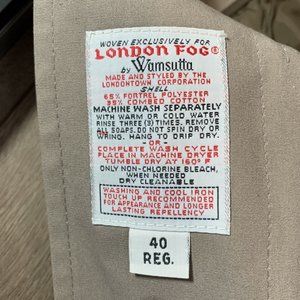 WOVEN EXCLUSIVELY FOR
LONDON FOG®
by Wamsutta
MADE AND STYLED BY THE
LONDONTOWN CORPORATION
SHELL
65% FORTREL POLYESTER
35% COMBED COTTON
MACHINE WASH SEPARATELY
WITH WARM OR COLD WATER
RINSE THREE (3) TIMES. REMOVE
ALL SOAPS. DO NOT SPIN DRY OR
WRING. HANG TO DRIP DRY.
-OR-
COMPLETE WASH CYCLE
PLACE IN MACHINE DRYER
TUMBLE DRY AT 160° F
ONLY NON-CHLORINE BLEACH,
WHEN NEEDED
DRY CLEANABLE
WASHING AND COOL IRON
TOUCH UP RECOMMENDED
FOR APPEARANCE AND LONGER
LASTING REPELLENCY
40
REG.